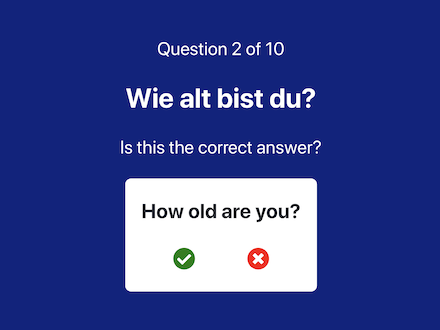 Question 2 of 10
Wie alt bist du?
Is this the correct answer?
How old are you?